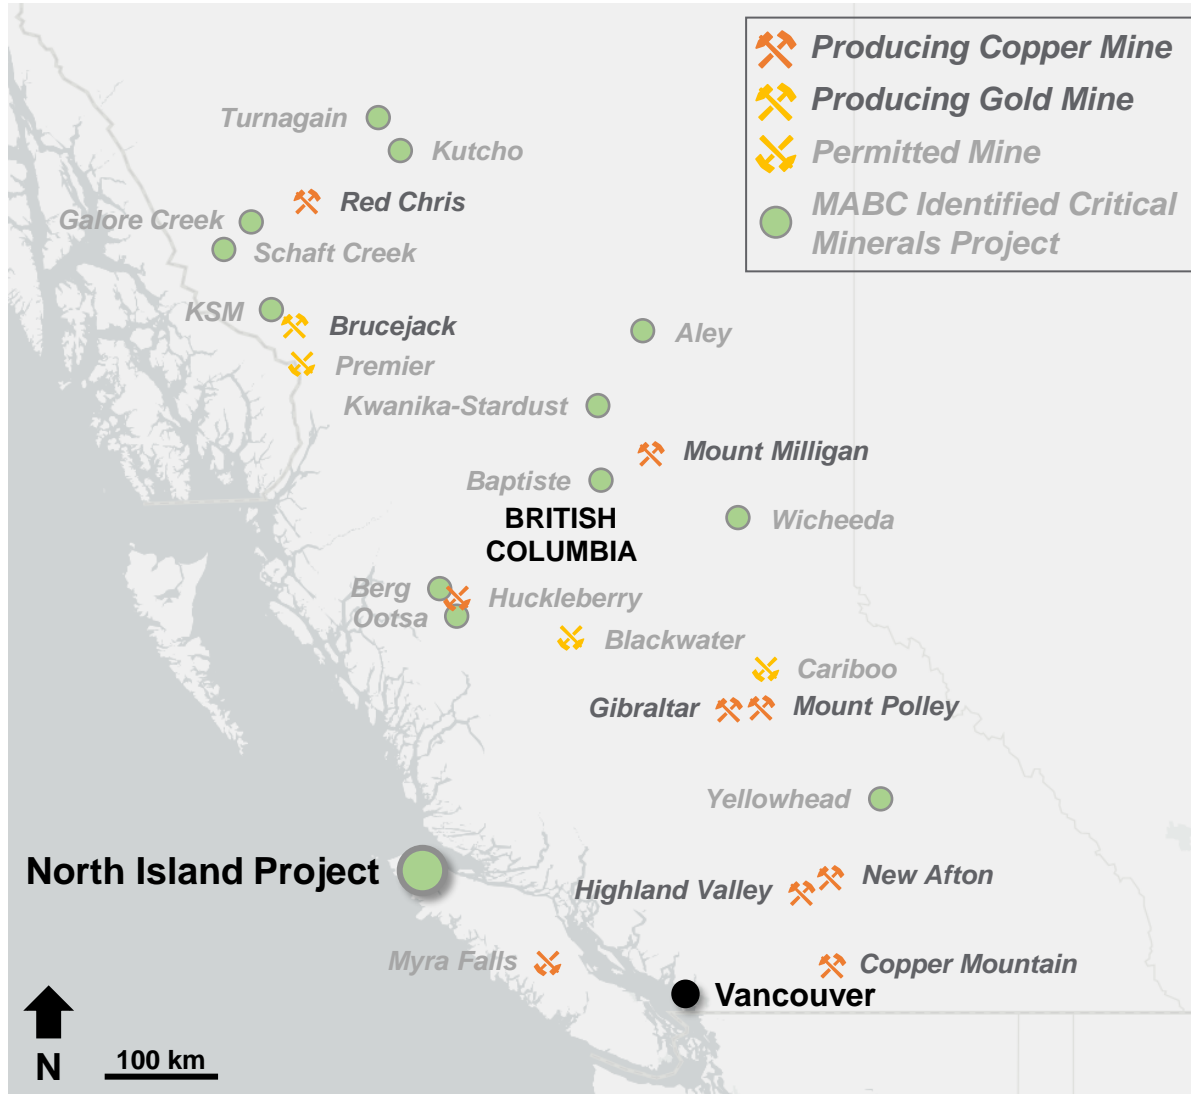 Producing Copper Mine
Producing Gold Mine
Permitted Mine
MABC Identified Critical
Minerals Project
Turnagain
Kutcho
Red Chris
Galore Creek
Schaft Creek
KSM
Brucejack
Aley
Premier
Kwanika-Stardust
Mount Milligan
Baptiste
BRITISH
COLUMBIA
Wicheeda
Berg
Huckleberry
Ootsa
Blackwater
Cariboo
Gibraltar
Mount Polley
Yellowhead
North Island Project
New Afton
Highland Valley
Myra Falls
Copper Mountain
Vancouver
N
100 km